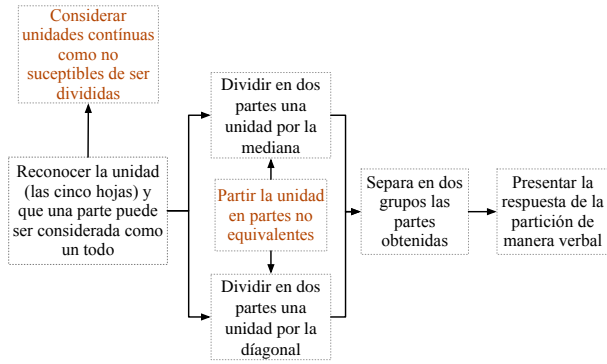 Considerar
unidades contínuas
como no
suceptibles de ser
divididas
Reconocer la unidad
(las cinco hojas) y
que una parte puede
ser considerada como
un todo
Dividir en dos
partes una
unidad por la
mediana
Partir la unidad
en partes no
equivalentes
Dividir en dos
partes una
unidad por la
díagonal
Separa en dos
grupos las
partes
obtenidas
Presentar la
respuesta de la
partición de
manera verbal